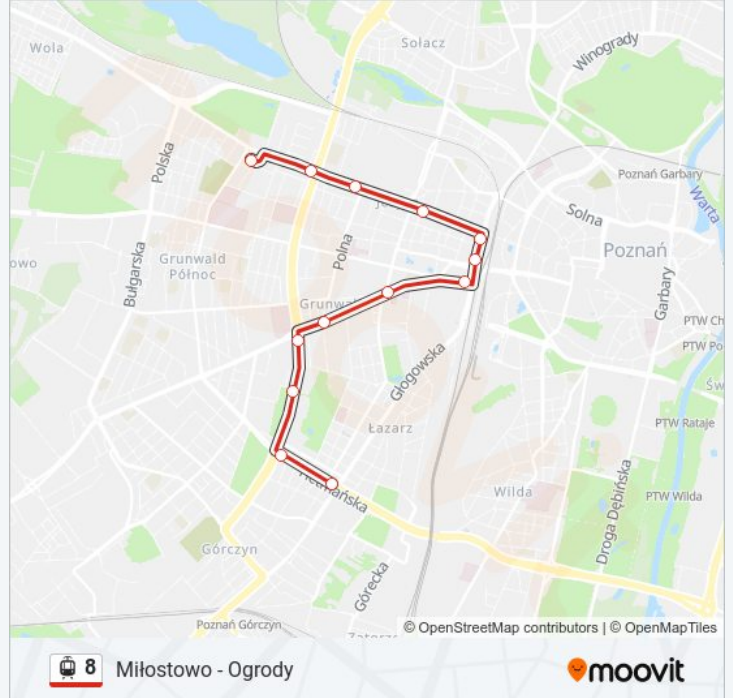 Wola
Sołacz
Winogrady
Polska
Poznań Garbary
Warta
Solna
Polna
Poznań
owo
Grunwald
Północ
Bułgarska
Garbary
Grunwal
PTW Ch
PTW Po
Głogowska
Św
Łazarz
PTW Rataje
Hetmańska
Wilda
PTW Wilda
Droga Dębińska
Górczyn
Górecka
Poznań Górczyn
© OpenStreetMap contributors | © OpenMapTiles
8 Miłostowo - Ogrody
moovit